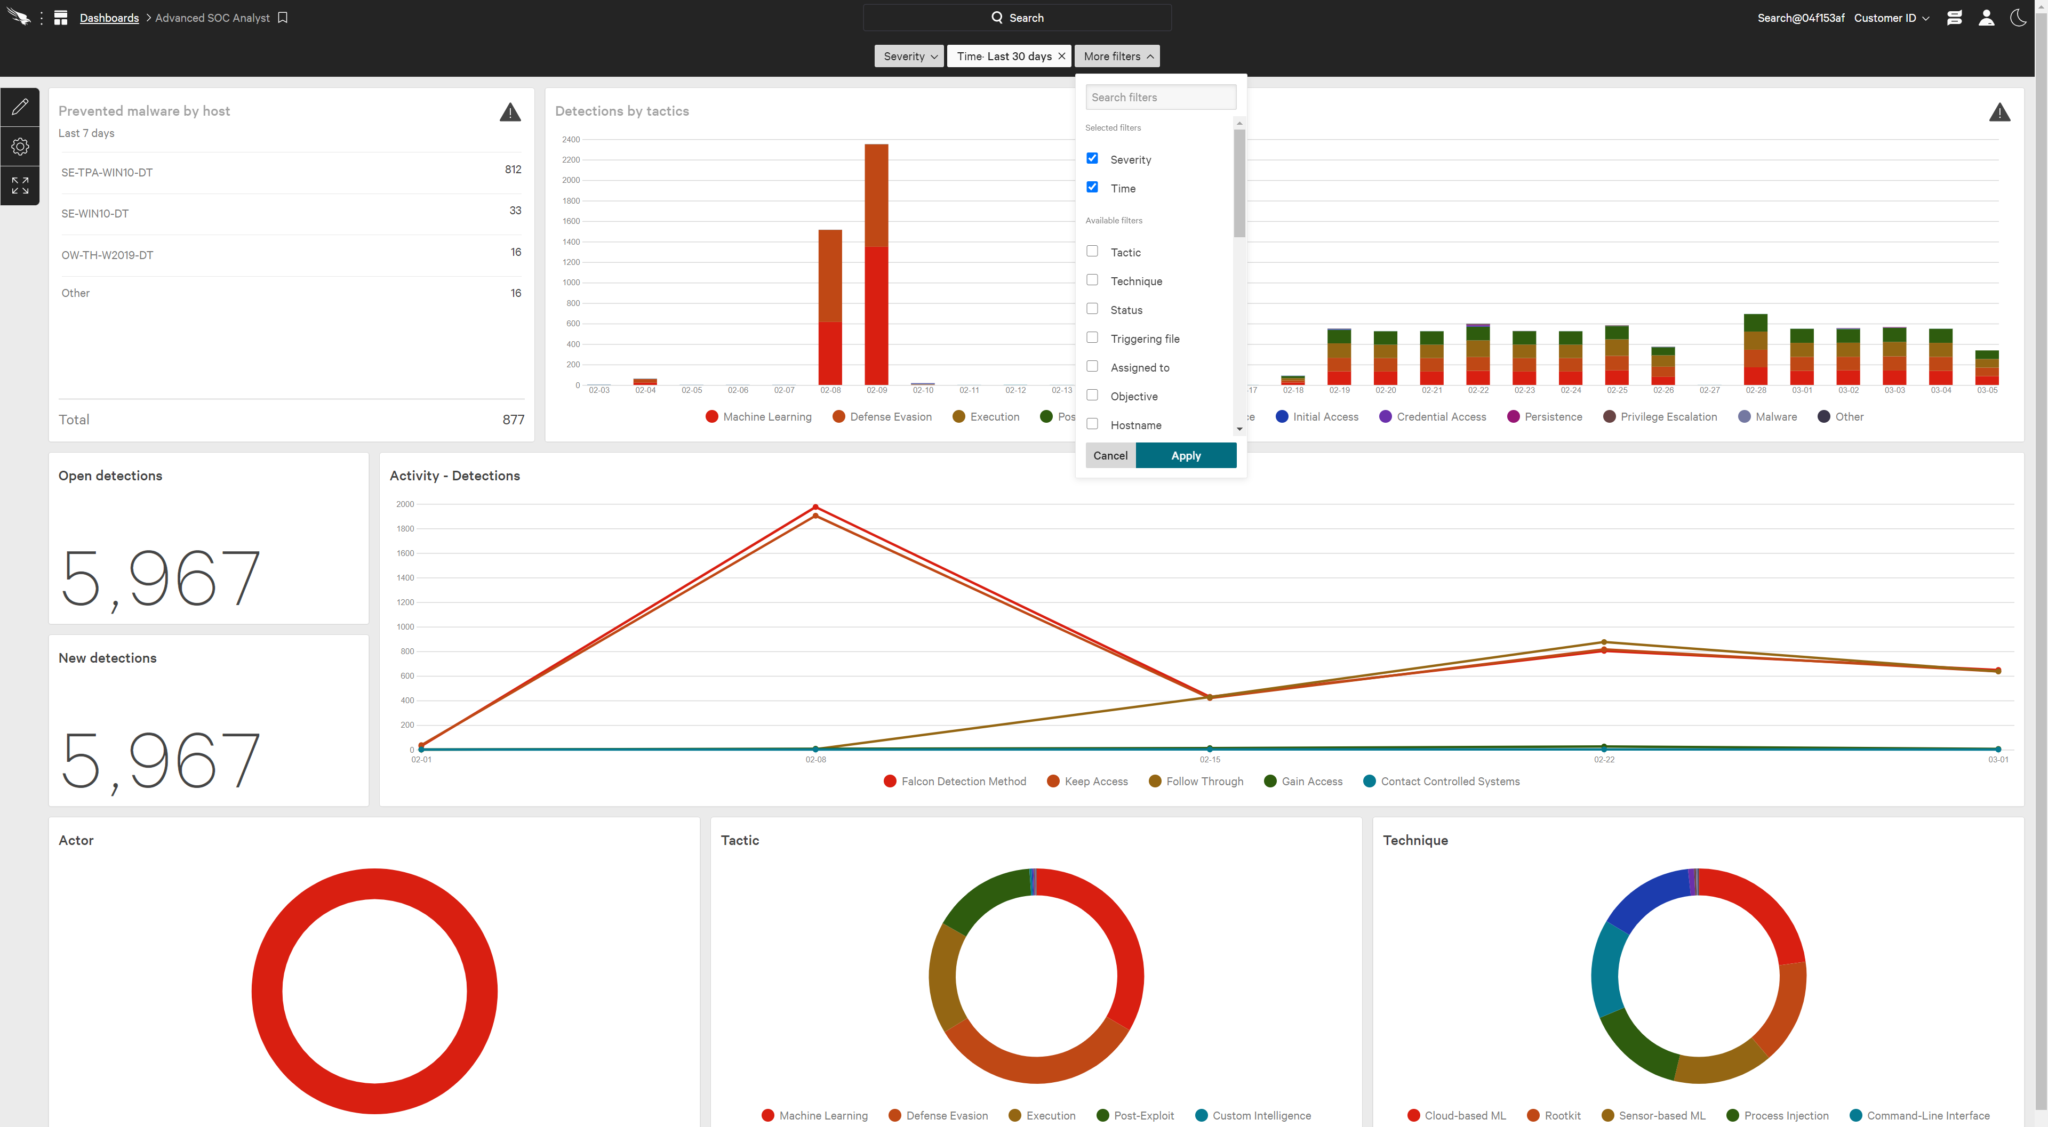 Dashboards > Advanced SOC Analyst
Search
Search@04f153af Customer ID
Severity
Time: Last 30 days ×
More filters
Prevented malware by host
Last 7 days
SE-TPA-WIN10-DT 812
SE-WIN10-DT 33
OW-TH-W2019-DT 16
Other 16
Total 877
Detections by tactics
2400
2200
2000
1800
1600
1400
1200
1000
800
600
400
200
0
02-03 02-04 02-05 02-06 02-07 02-08 02-09 02-10 02-11 02-12 02-13 17 02-18 02-19 02-20 02-21 02-22 02-23 02-24 02-25 02-26 02-27 02-28 03-01 03-02 03-03 03-04 03-05
Machine Learning Defense Evasion Execution Pos ce Initial Access Credential Access Persistence Privilege Escalation Malware Other
Search filters
Selected filters
Severity
Time
Available filters
Tactic
Technique
Status
Triggering file
Assigned to
Objective
Hostname
Cancel Apply
Open detections
5,967
New detections
5,967
Activity - Detections
2000
1800
1600
1400
1200
1000
800
600
400
200
0
02-01 02-08 02-15 02-22 03-01
Falcon Detection Method Keep Access Follow Through Gain Access Contact Controlled Systems
Actor
Tactic
Machine Learning Defense Evasion Execution Post-Exploit Custom Intelligence
Technique
Cloud-based ML Rootkit Sensor-based ML Process Injection Command-Line Interface